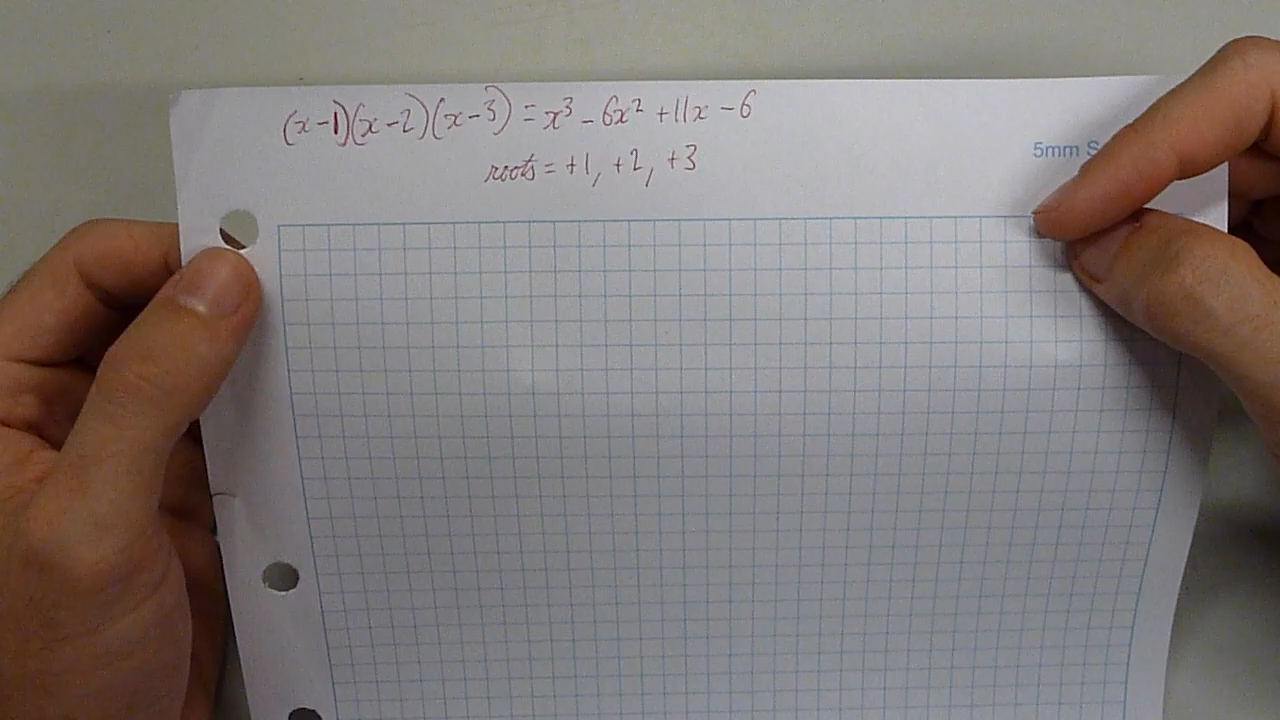 (x-1)(x-2)(x-3) = x³ - 6x² + 11x - 6
roots = +1, +2, +3
5mm S